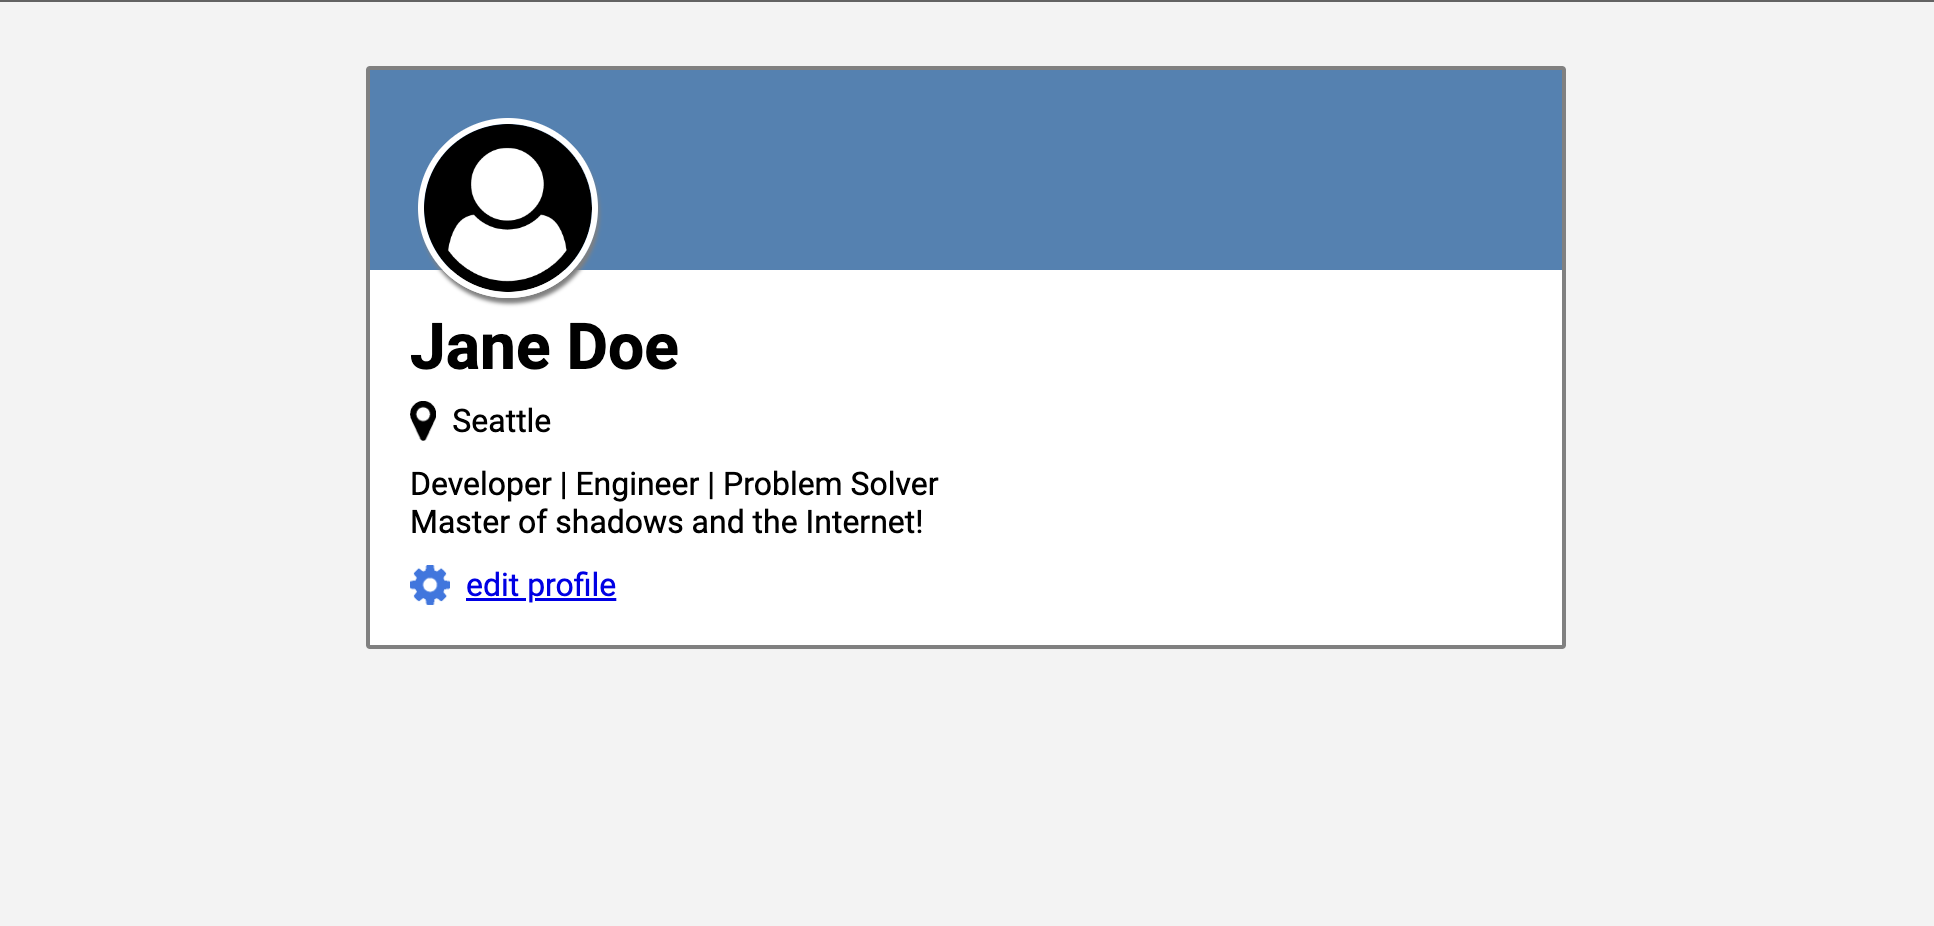 Jane Doe
Seattle
Developer | Engineer | Problem Solver
Master of shadows and the Internet!
edit profile